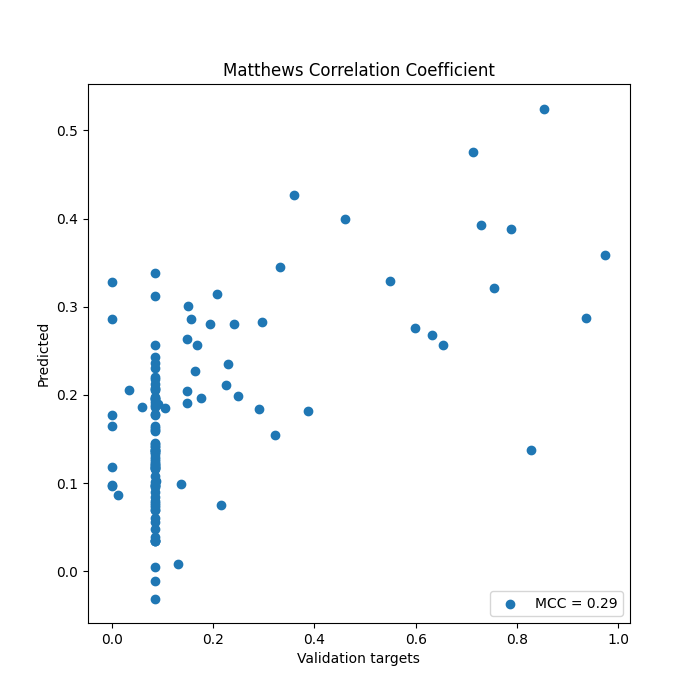 Matthews Correlation Coefficient
0.5
0.4
0.3
0.2
0.1
0.0
Predicted
MCC = 0.29
0.0 0.2 0.4 0.6 0.8 1.0
Validation targets